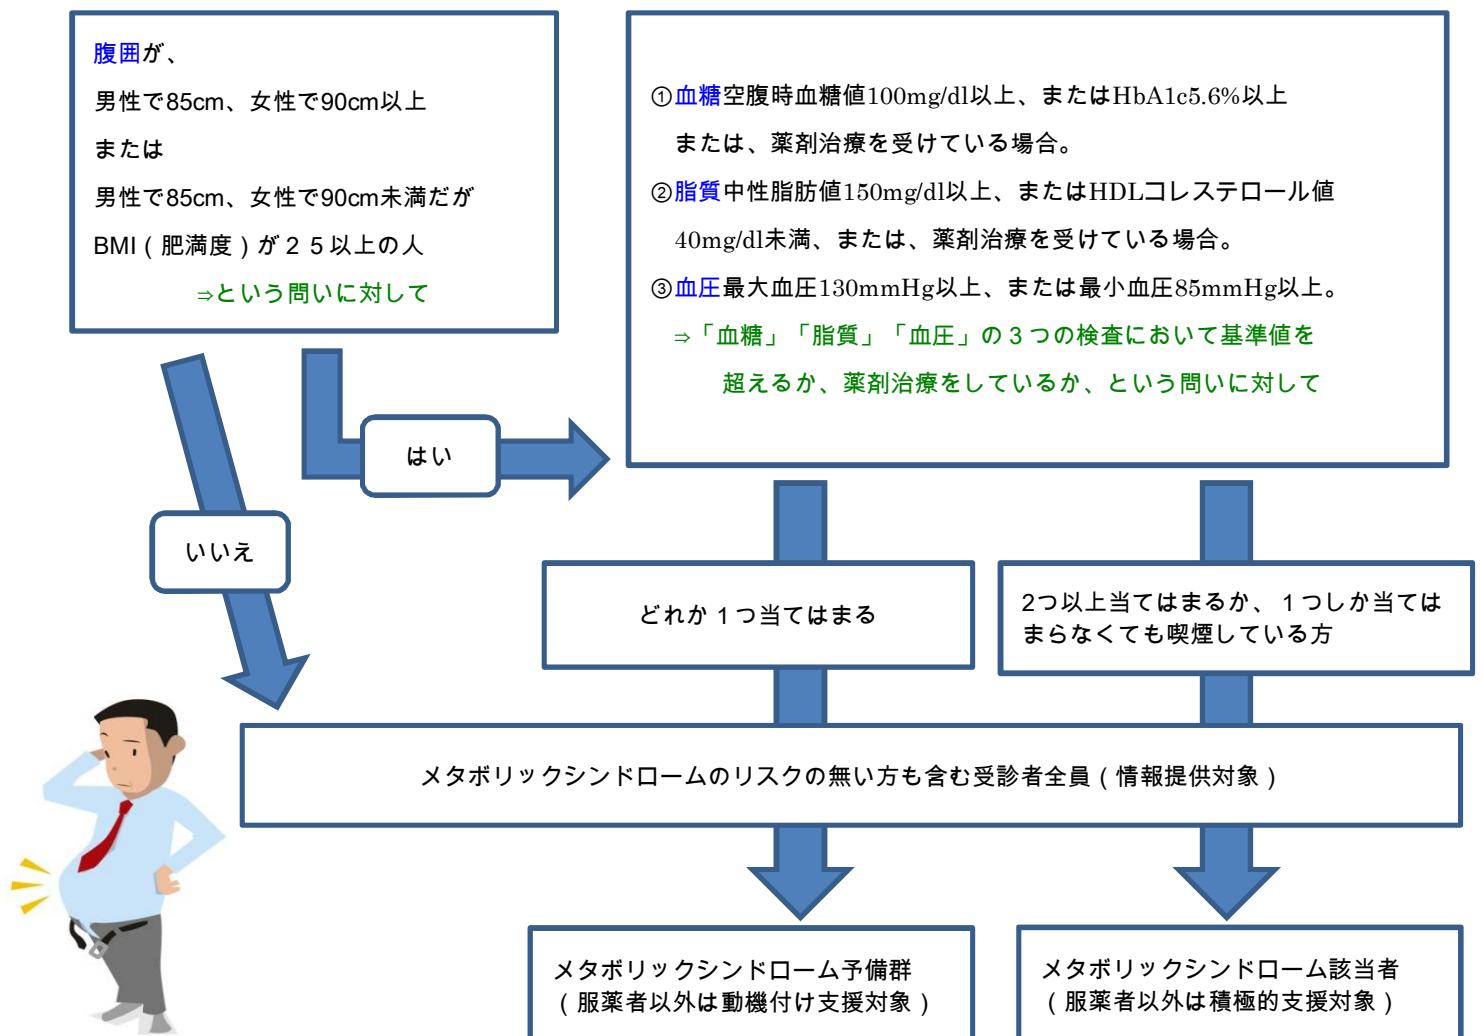 腹囲が、
男性で85cm、女性で90cm以上
または
男性で85cm、女性で90cm未満だが
BMI（肥満度）が２５以上の人
⇒という問いに対して
①血糖空腹時血糖値100mg/dl以上、またはHbA1c5.6%以上
または、薬剤治療を受けている場合。
②脂質中性脂肪値150mg/dl以上、またはHDLコレステロール値
40mg/dl未満、または、薬剤治療を受けている場合。
③血圧最大血圧130mmHg以上、または最小血圧85mmHg以上。
⇒「血糖」「脂質」「血圧」の３つの検査において基準値を
超えるか、薬剤治療をしているか、という問いに対して
はい
いいえ
どれか１つ当てはまる
2つ以上当てはまるか、１つしか当ては
まらなくても喫煙している方
メタボリックシンドロームのリスクの無い方も含む受診者全員（情報提供対象）
メタボリックシンドローム予備群
（服薬者以外は動機付け支援対象）
メタボリックシンドローム該当者
（服薬者以外は積極的支援対象）